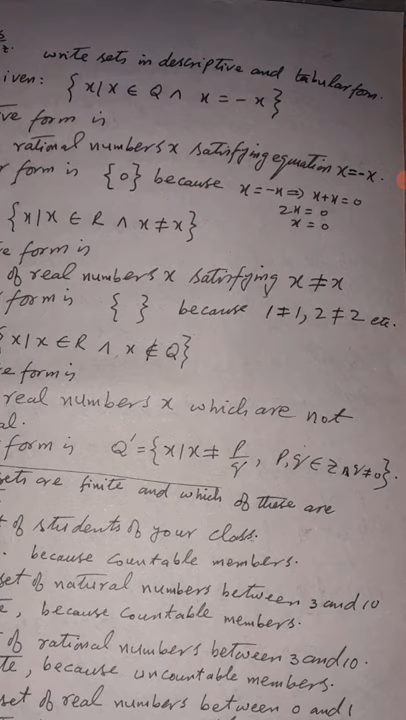 write sets in descriptive and tabular form.
iven: {x/x ∈ Q ∧ x = -x}
ve form is
rational numbers x satisfying equation x=-x.
r form is {0} because x=-x ⇒ x+x=0
2x=0
x=0
{x/x ∈ R ∧ x≠x}
e form is
of real numbers x satisfying x ≠ x
form is { } because 1≠1, 2≠2 etc.
{x/x ∈ R ∧ x ∉ Q}
e form is
real numbers x which are not
al.
form is Q'={x/x ≠ P/q, P,q ∈ Z ∧ q≠0}.
sets are finite and which of these are
t of students of your class.
. because countable members.
set of natural numbers between 3 and 10
e, because countable members.
of rational numbers between 3 and 10.
te, because uncountable members.
set of real numbers between 0 and 1